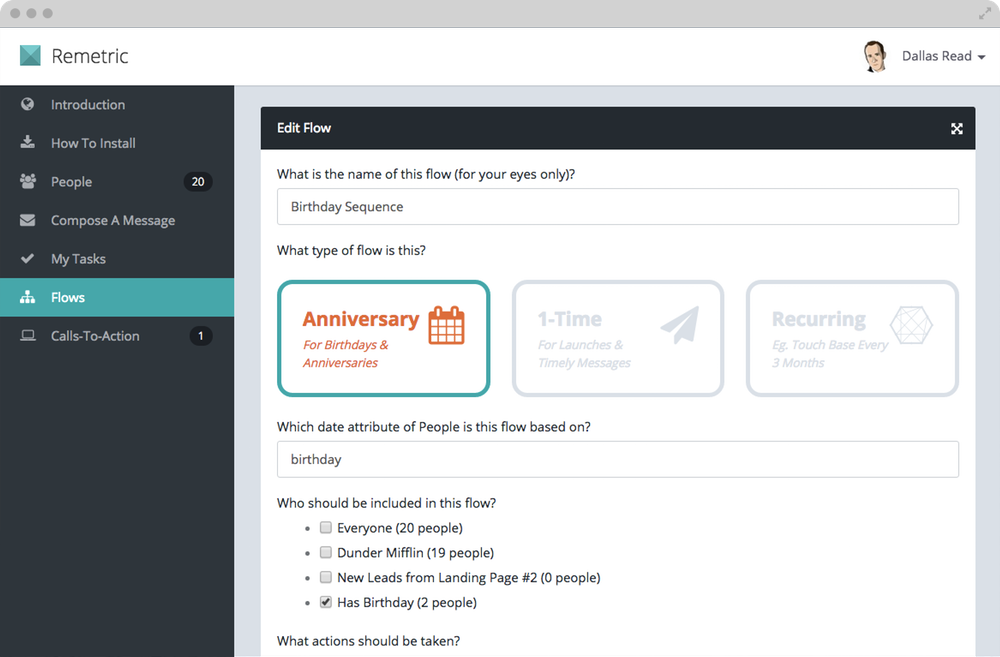 Remetric
Dallas Read
Introduction
How To Install
People 20
Compose A Message
My Tasks
Flows
Calls-To-Action 1
Edit Flow
What is the name of this flow (for your eyes only)?
Birthday Sequence
What type of flow is this?
Anniversary
For Birthdays &
Anniversaries
1-Time
For Launches &
Timely Messages
Recurring
Eg. Touch Base Every
3 Months
Which date attribute of People is this flow based on?
birthday
Who should be included in this flow?
Everyone (20 people)
Dunder Mifflin (19 people)
New Leads from Landing Page #2 (0 people)
Has Birthday (2 people)
What actions should be taken?